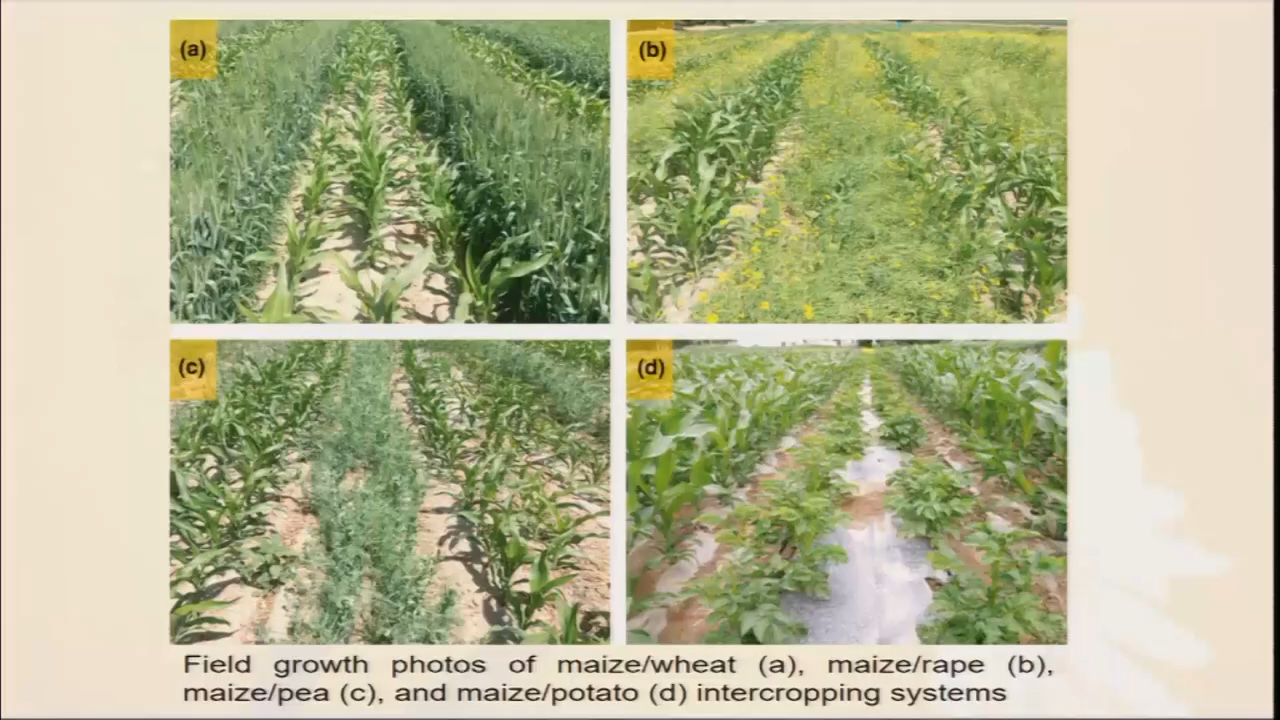 (a)
(b)
(c)
(d)
Field growth photos of maize/wheat (a), maize/rape (b),
maize/pea (c), and maize/potato (d) intercropping systems